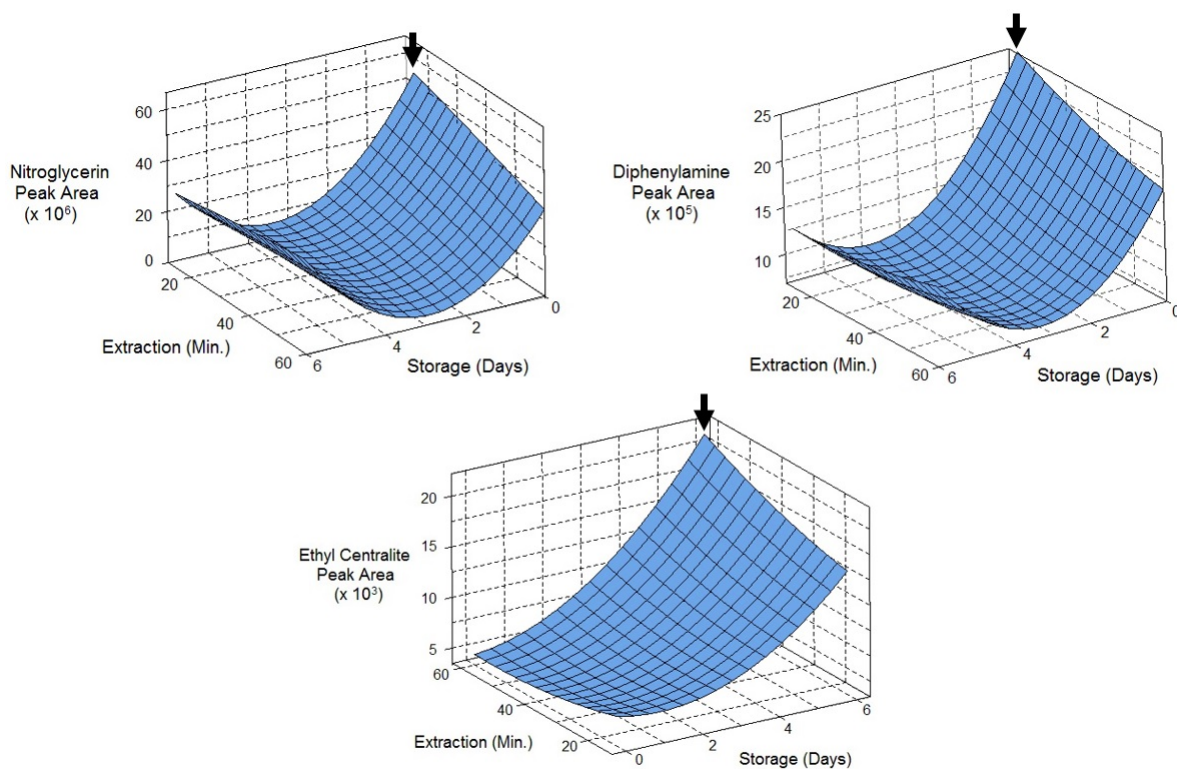 Nitroglycerin
Peak Area
(x 10⁶)
60
40
20
0
20
40
60
6
4
2
0
Extraction (Min.)
Storage (Days)
Diphenylamine
Peak Area
(x 10⁵)
25
20
15
10
20
40
60
6
4
2
0
Extraction (Min.)
Storage (Days)
Ethyl Centralite
Peak Area
(x 10³)
20
15
10
5
60
40
20
0
2
4
6
Extraction (Min.)
Storage (Days)